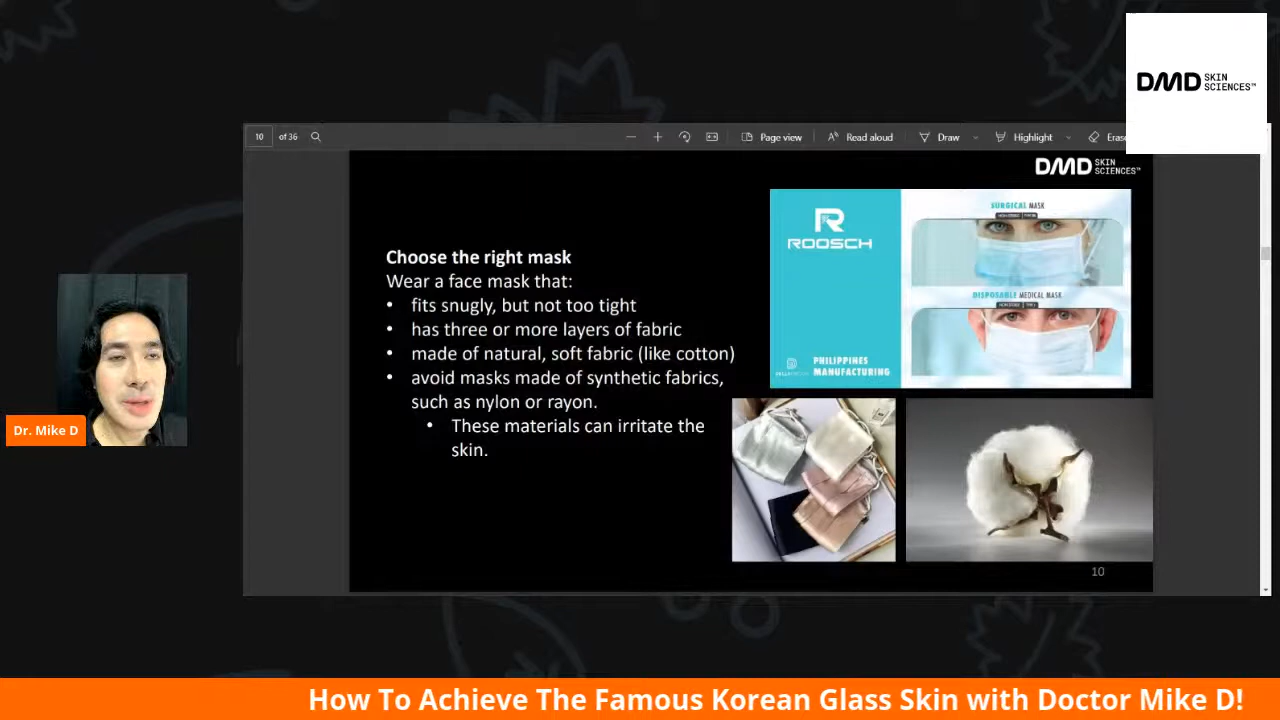 DMD SKIN
SCIENCES™
10 of 36
Page view
Read aloud
Draw
Highlight
Eras
DMD SKIN
SCIENCES™
Choose the right mask
Wear a face mask that:
• fits snugly, but not too tight
• has three or more layers of fabric
• made of natural, soft fabric (like cotton)
• avoid masks made of synthetic fabrics,
such as nylon or rayon.
• These materials can irritate the
skin.
R
ROOSCH
PHILIPPINES
MANUFACTURING
SURGICAL MASK
DISPOSABLE MEDICAL MASK
10
Dr. Mike D
How To Achieve The Famous Korean Glass Skin with Doctor Mike D!